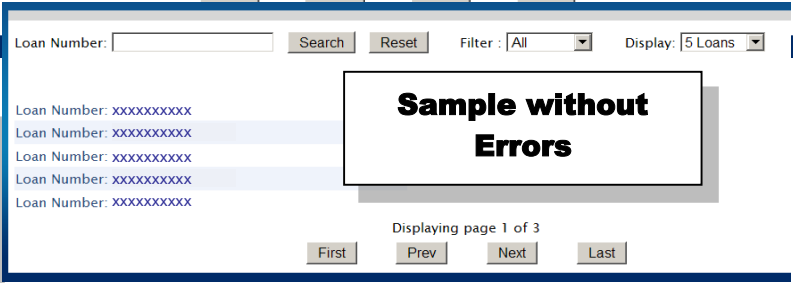 Loan Number: Search Reset Filter : All Display: 5 Loans
Sample without
Errors
Loan Number: xxxxxxxxxx
Loan Number: xxxxxxxxxx
Loan Number: xxxxxxxxxx
Loan Number: xxxxxxxxxx
Loan Number: xxxxxxxxxx
Displaying page 1 of 3
First Prev Next Last